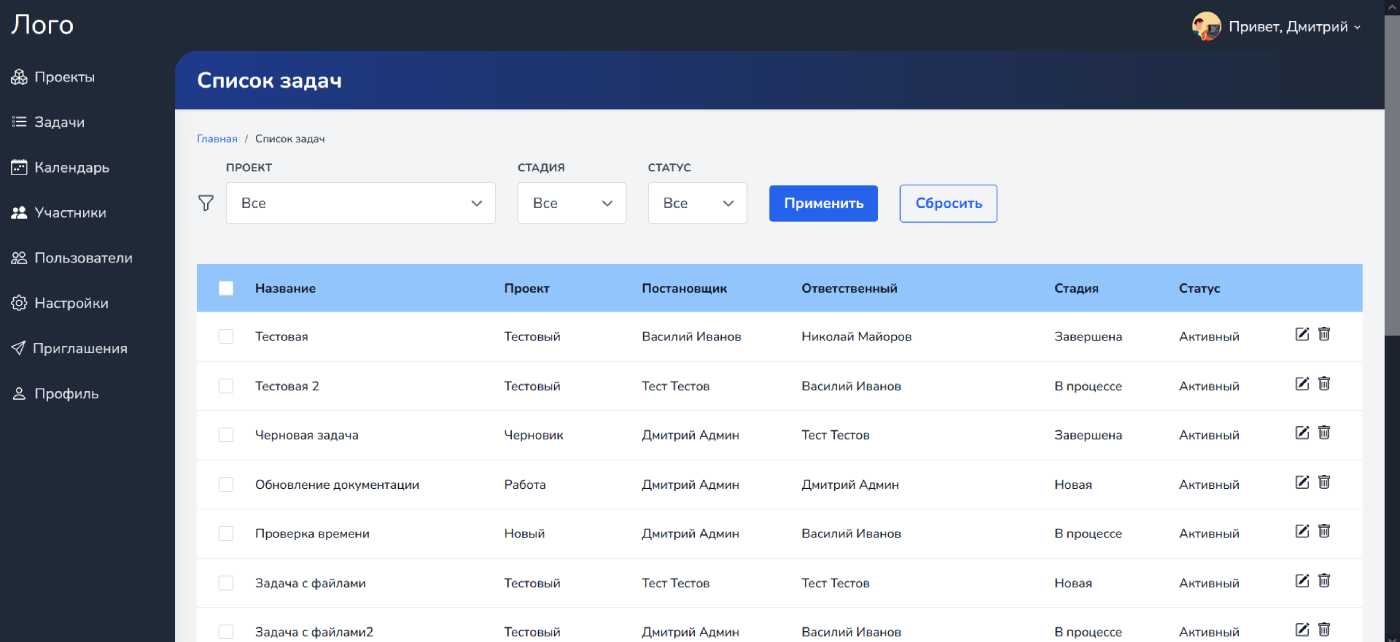 Лого
Привет, Дмитрий
Проекты
Задачи
Календарь
Участники
Пользователи
Настройки
Приглашения
Профиль
Список задач
Главная / Список задач
ПРОЕКТ СТАДИЯ СТАТУС
Все Все Все Применить Сбросить
Название Проект Постановщик Ответственный Стадия Статус
Тестовая Тестовый Василий Иванов Николай Майоров Завершена Активный
Тестовая 2 Тестовый Тест Тестов Василий Иванов В процессе Активный
Черновая задача Черновик Дмитрий Админ Тест Тестов Завершена Активный
Обновление документации Работа Дмитрий Админ Дмитрий Админ Новая Активный
Проверка времени Новый Дмитрий Админ Василий Иванов В процессе Активный
Задача с файлами Тестовый Тест Тестов Тест Тестов Новая Активный
Задача с файлами2 Тестовый Дмитрий Админ Василий Иванов В процессе Активный